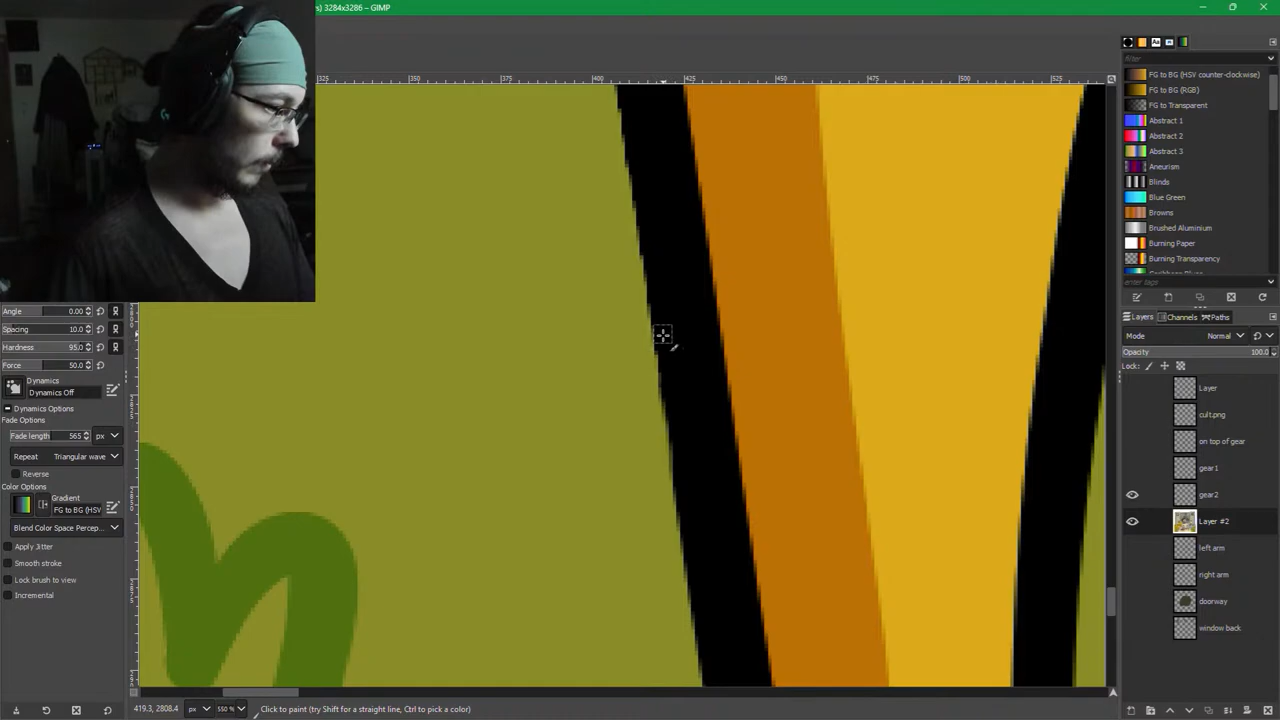 ) 3284x3286 – GIMP
325 350 375 400 425 450 475 500 525
filter
FG to BG (HSV counter-clockwise)
FG to BG (RGB)
FG to Transparent
Abstract 1
Abstract 2
Abstract 3
Aneurism
Blinds
Blue Green
Browns
Brushed Aluminium
Burning Paper
Burning Transparency
enter tags
Layers Channels Paths
Mode Normal
Opacity 100.0
Lock:
Layer
cult.png
on top of gear
gear1
gear2
Layer #2
left arm
right arm
doorway
window back
Angle 0.00
Spacing 10.0
Hardness 95.0
Force 50.0
Dynamics
Dynamics Off
Dynamics Options
Fade Options
Fade length 565 px
Repeat Triangular wave
Reverse
Color Options
Gradient
FG to BG (HSV
Blend Color Space Percep...
Apply Jitter
Smooth stroke
Lock brush to view
Incremental
419.3, 2808.4 px 550 % Click to paint (try Shift for a straight line, Ctrl to pick a color)